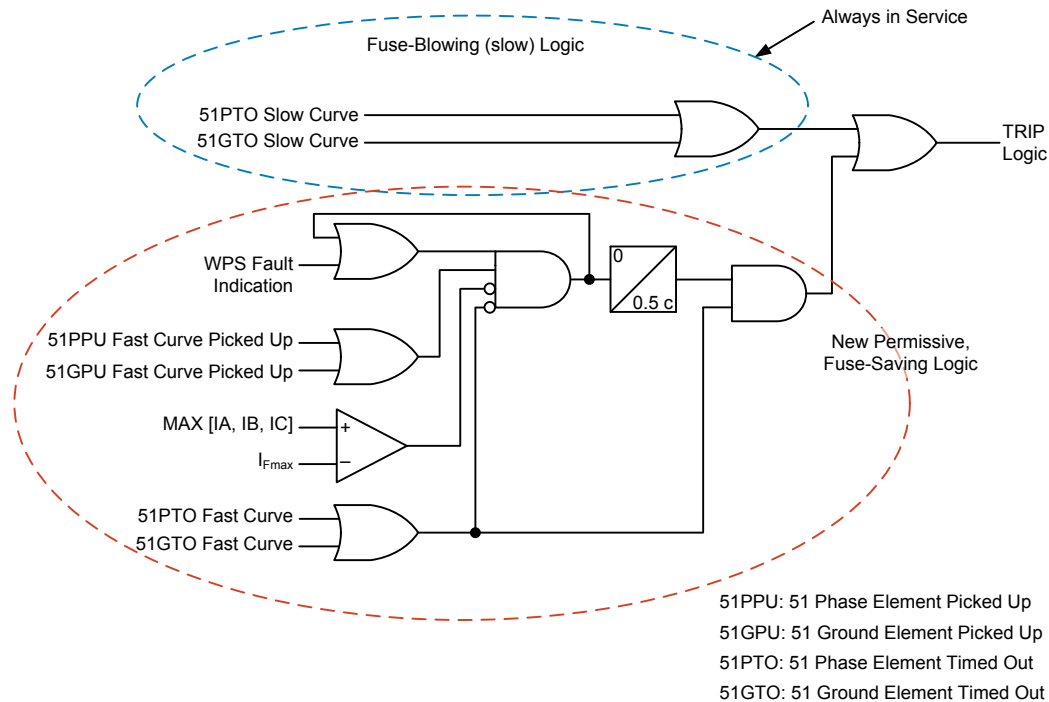 Always in Service
Fuse-Blowing (slow) Logic
51PTO Slow Curve
51GTO Slow Curve
TRIP
Logic
WPS Fault
Indication
0
0.5 c
51PPU Fast Curve Picked Up
51GPU Fast Curve Picked Up
New Permissive,
Fuse-Saving Logic
MAX [IA, IB, IC]
+
I_Fmax
–
51PTO Fast Curve
51GTO Fast Curve
51PPU: 51 Phase Element Picked Up
51GPU: 51 Ground Element Picked Up
51PTO: 51 Phase Element Timed Out
51GTO: 51 Ground Element Timed Out